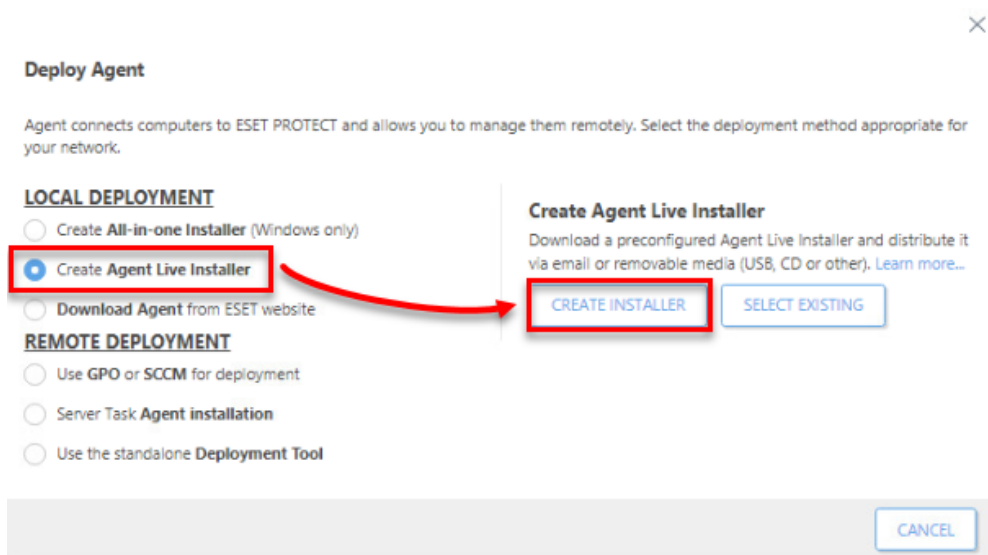 Deploy Agent
Agent connects computers to ESET PROTECT and allows you to manage them remotely. Select the deployment method appropriate for
your network.
LOCAL DEPLOYMENT
Create All-in-one Installer (Windows only)
Create Agent Live Installer
Download Agent from ESET website
REMOTE DEPLOYMENT
Use GPO or SCCM for deployment
Server Task Agent installation
Use the standalone Deployment Tool
Create Agent Live Installer
Download a preconfigured Agent Live Installer and distribute it
via email or removable media (USB, CD or other). Learn more...
CREATE INSTALLER
SELECT EXISTING
CANCEL